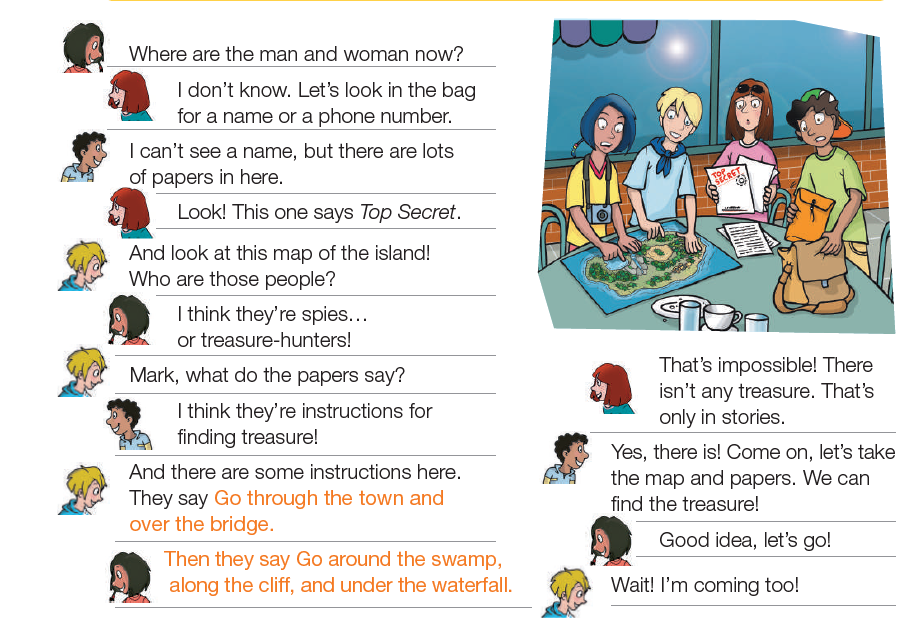 Where are the man and woman now?
I don't know. Let's look in the bag
for a name or a phone number.
I can't see a name, but there are lots
of papers in here.
Look! This one says Top Secret.
And look at this map of the island!
Who are those people?
I think they're spies…
or treasure-hunters!
Mark, what do the papers say?
I think they're instructions for
finding treasure!
And there are some instructions here.
They say Go through the town and
over the bridge.
Then they say Go around the swamp,
along the cliff, and under the waterfall.
TOP
SECRET
That's impossible! There
isn't any treasure. That's
only in stories.
Yes, there is! Come on, let's take
the map and papers. We can
find the treasure!
Good idea, let's go!
Wait! I'm coming too!